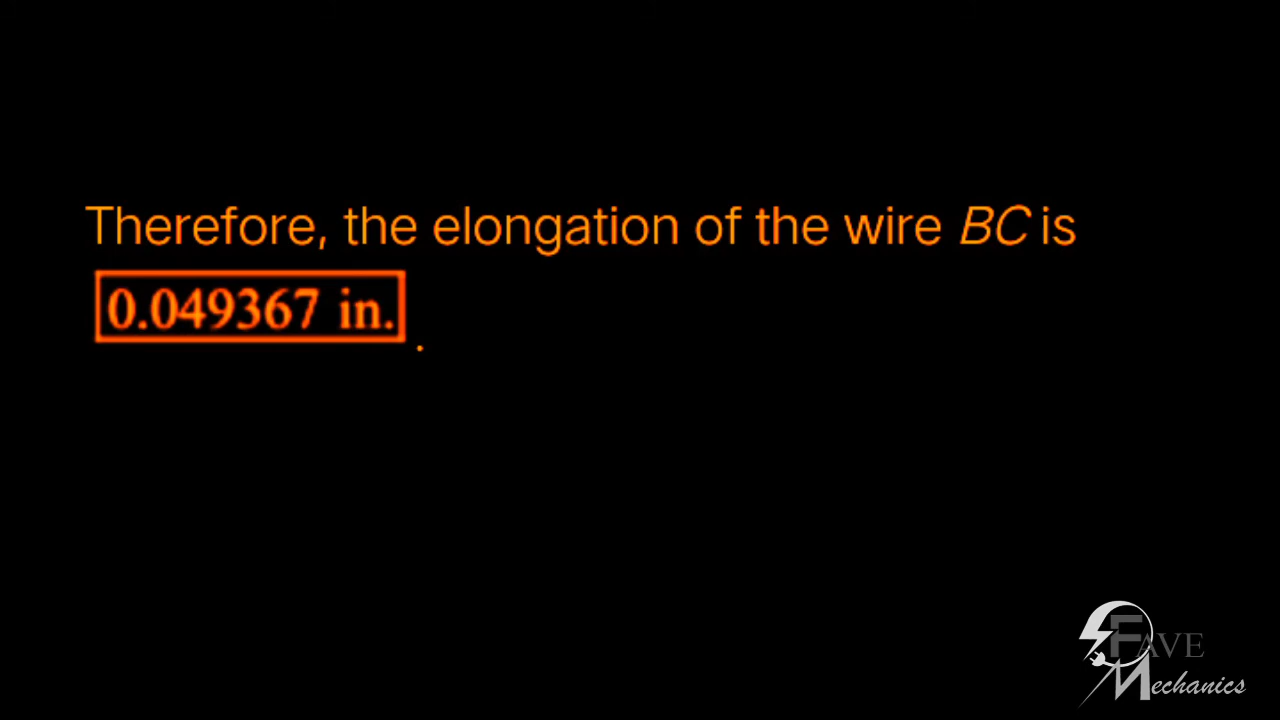 Therefore, the elongation of the wire BC is
0.049367 in. .
FAVE
Mechanics